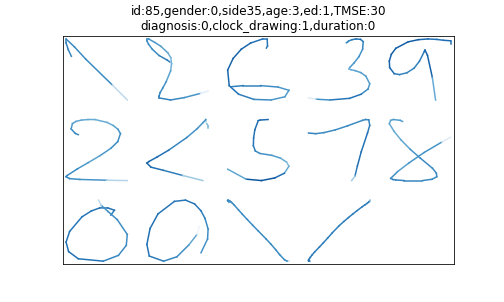 id:85,gender:0,side35,age:3,ed:1,TMSE:30
diagnosis:0,clock_drawing:1,duration:0
1 2 6 3 9
2 5 7 8
0 0